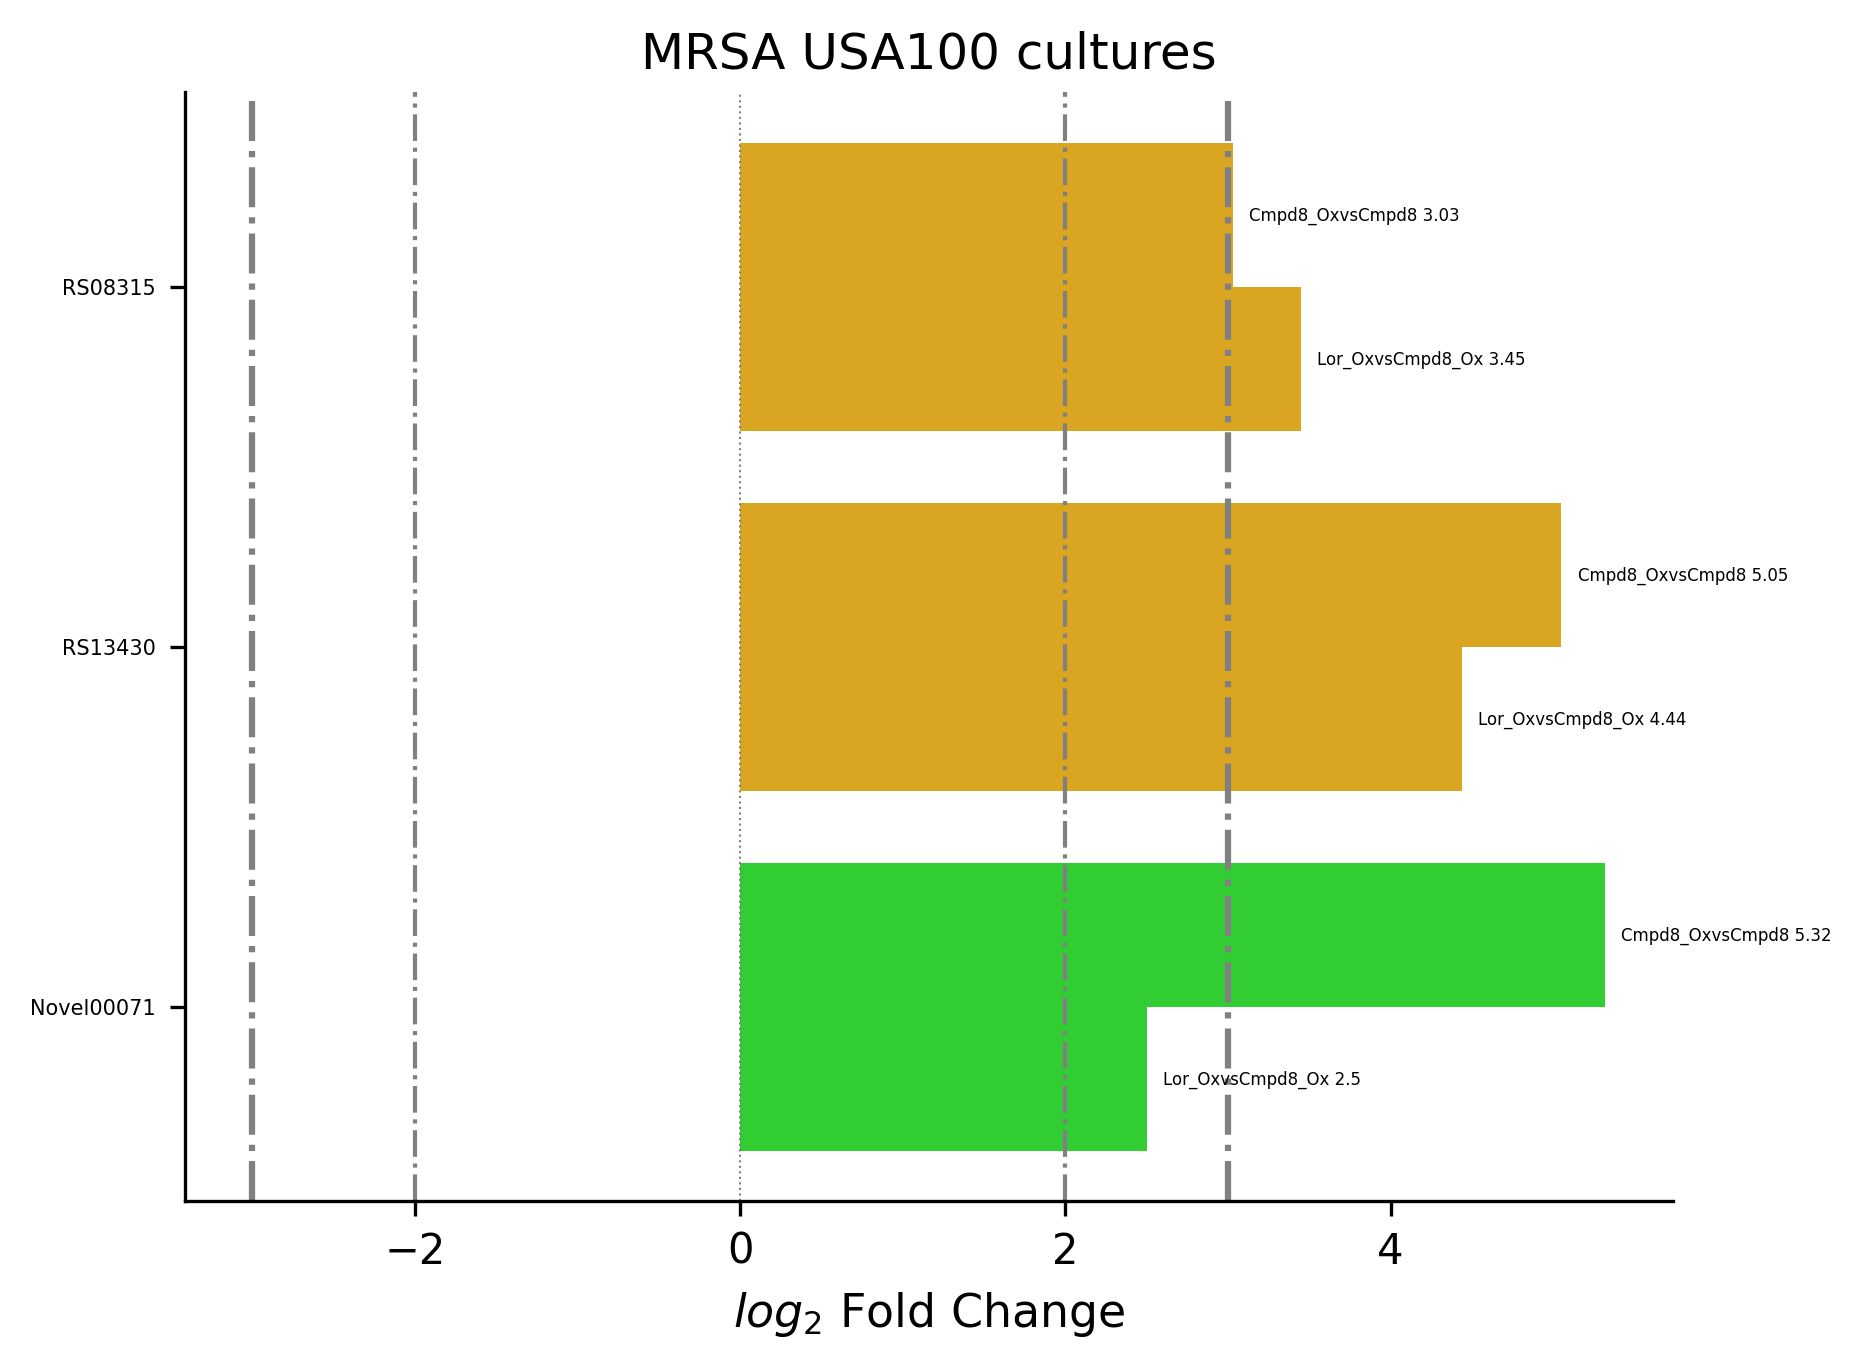 MRSA USA100 cultures
Cmpd8_OxvsCmpd8 3.03
RS08315
Lor_OxvsCmpd8_Ox 3.45
Cmpd8_OxvsCmpd8 5.05
RS13430
Lor_OxvsCmpd8_Ox 4.44
Cmpd8_OxvsCmpd8 5.32
Novel00071
Lor_OxvsCmpd8_Ox 2.5
−2 0 2 4
log₂ Fold Change